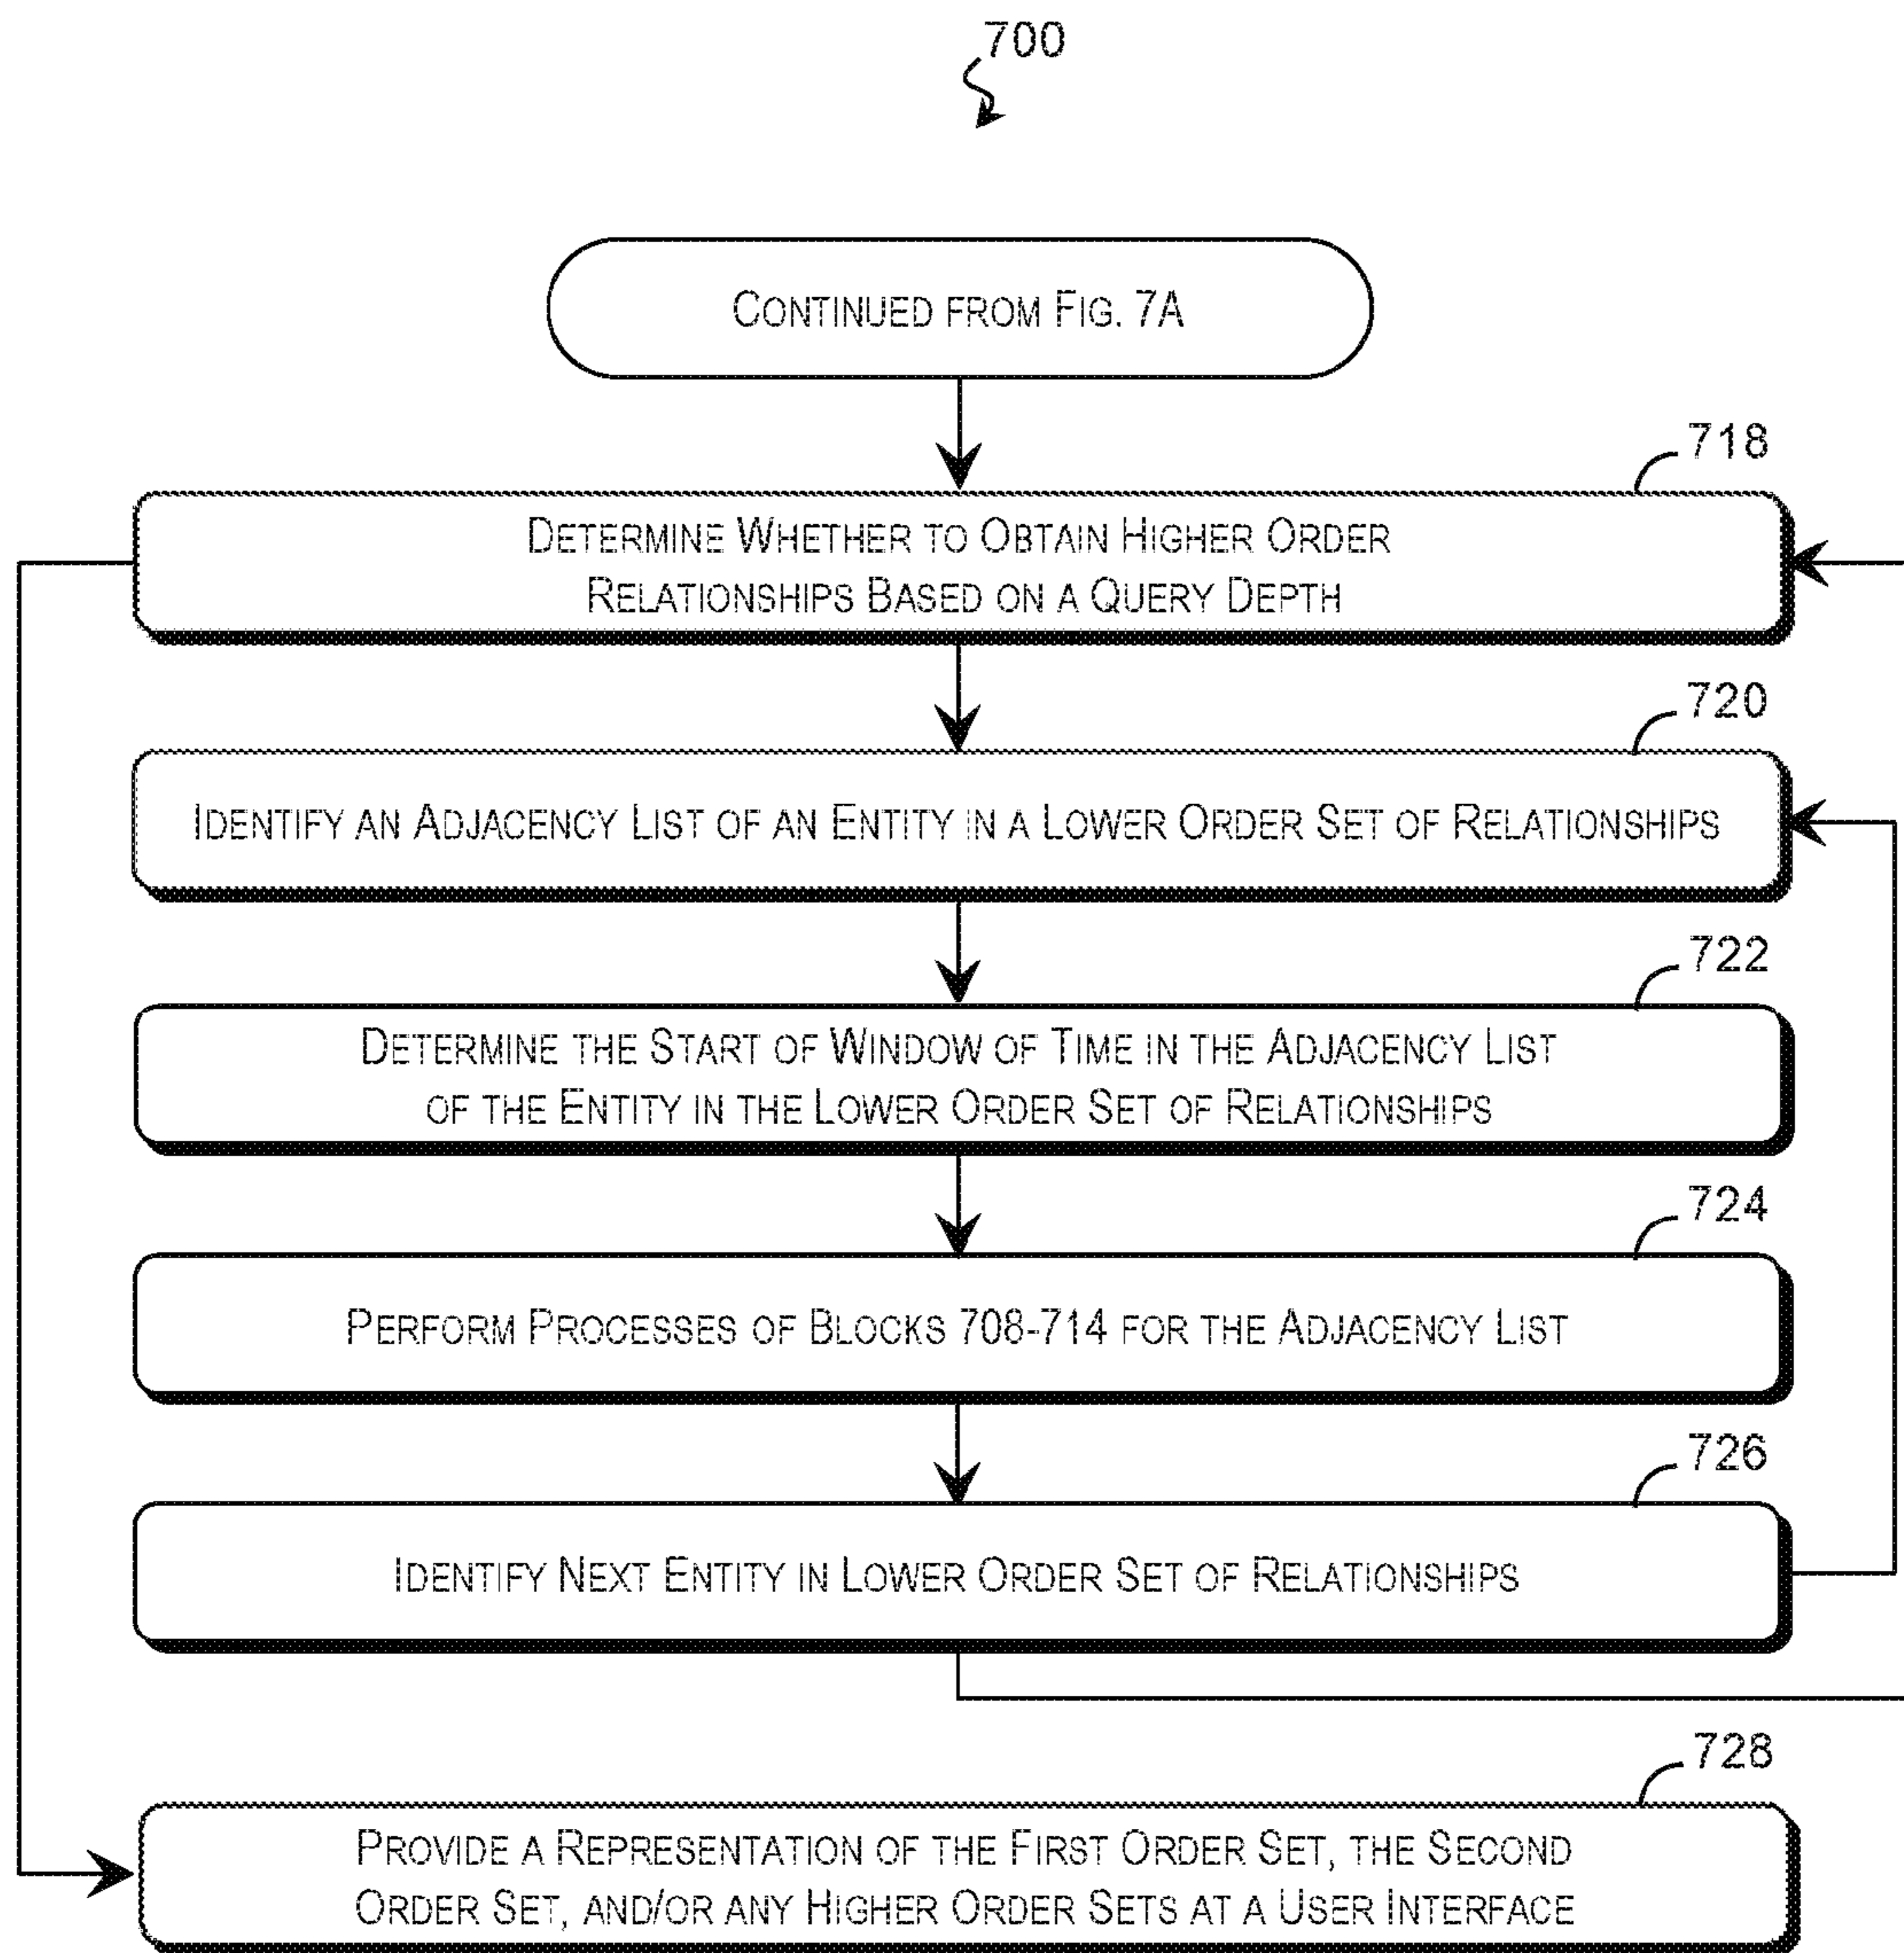 700
CONTINUED FROM FIG. 7A
718
DETERMINE WHETHER TO OBTAIN HIGHER ORDER
RELATIONSHIPS BASED ON A QUERY DEPTH
720
IDENTIFY AN ADJACENCY LIST OF AN ENTITY IN A LOWER ORDER SET OF RELATIONSHIPS
722
DETERMINE THE START OF WINDOW OF TIME IN THE ADJACENCY LIST
OF THE ENTITY IN THE LOWER ORDER SET OF RELATIONSHIPS
724
PERFORM PROCESSES OF BLOCKS 708-714 FOR THE ADJACENCY LIST
726
IDENTIFY NEXT ENTITY IN LOWER ORDER SET OF RELATIONSHIPS
728
PROVIDE A REPRESENTATION OF THE FIRST ORDER SET, THE SECOND
ORDER SET, AND/OR ANY HIGHER ORDER SETS AT A USER INTERFACE